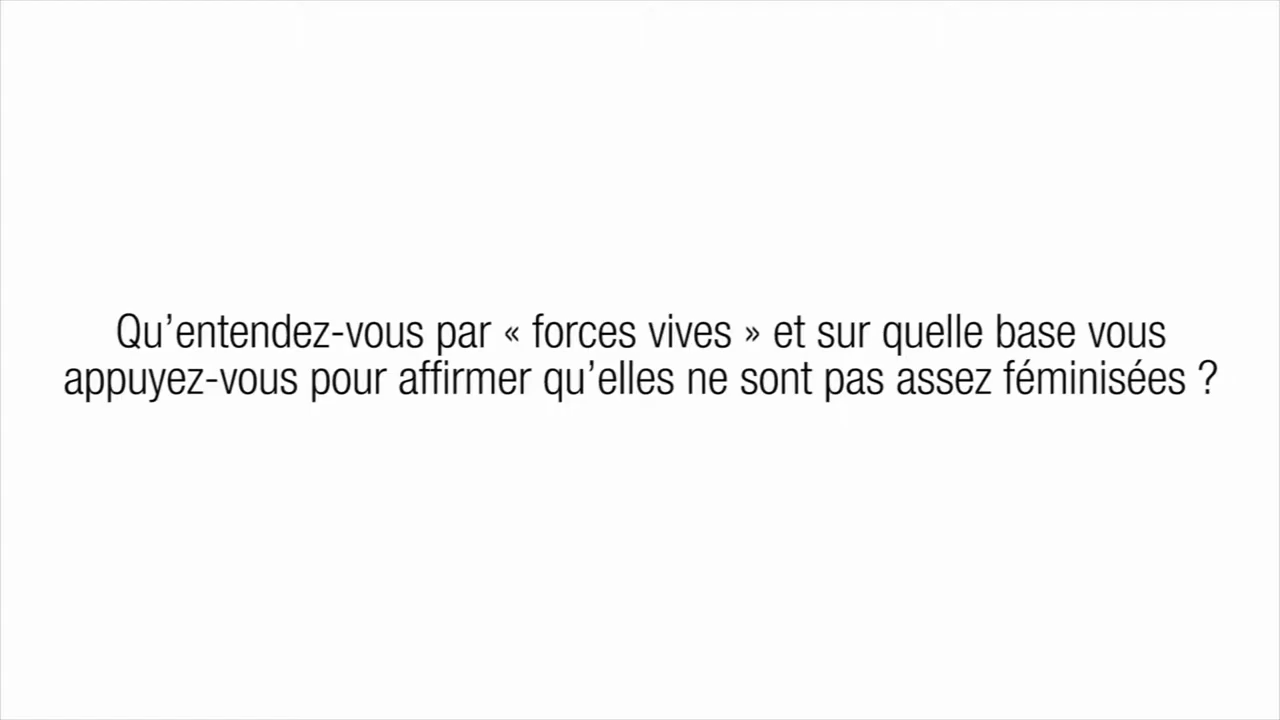 Qu’entendez-vous par « forces vives » et sur quelle base vous
appuyez-vous pour affirmer qu’elles ne sont pas assez féminisées ?